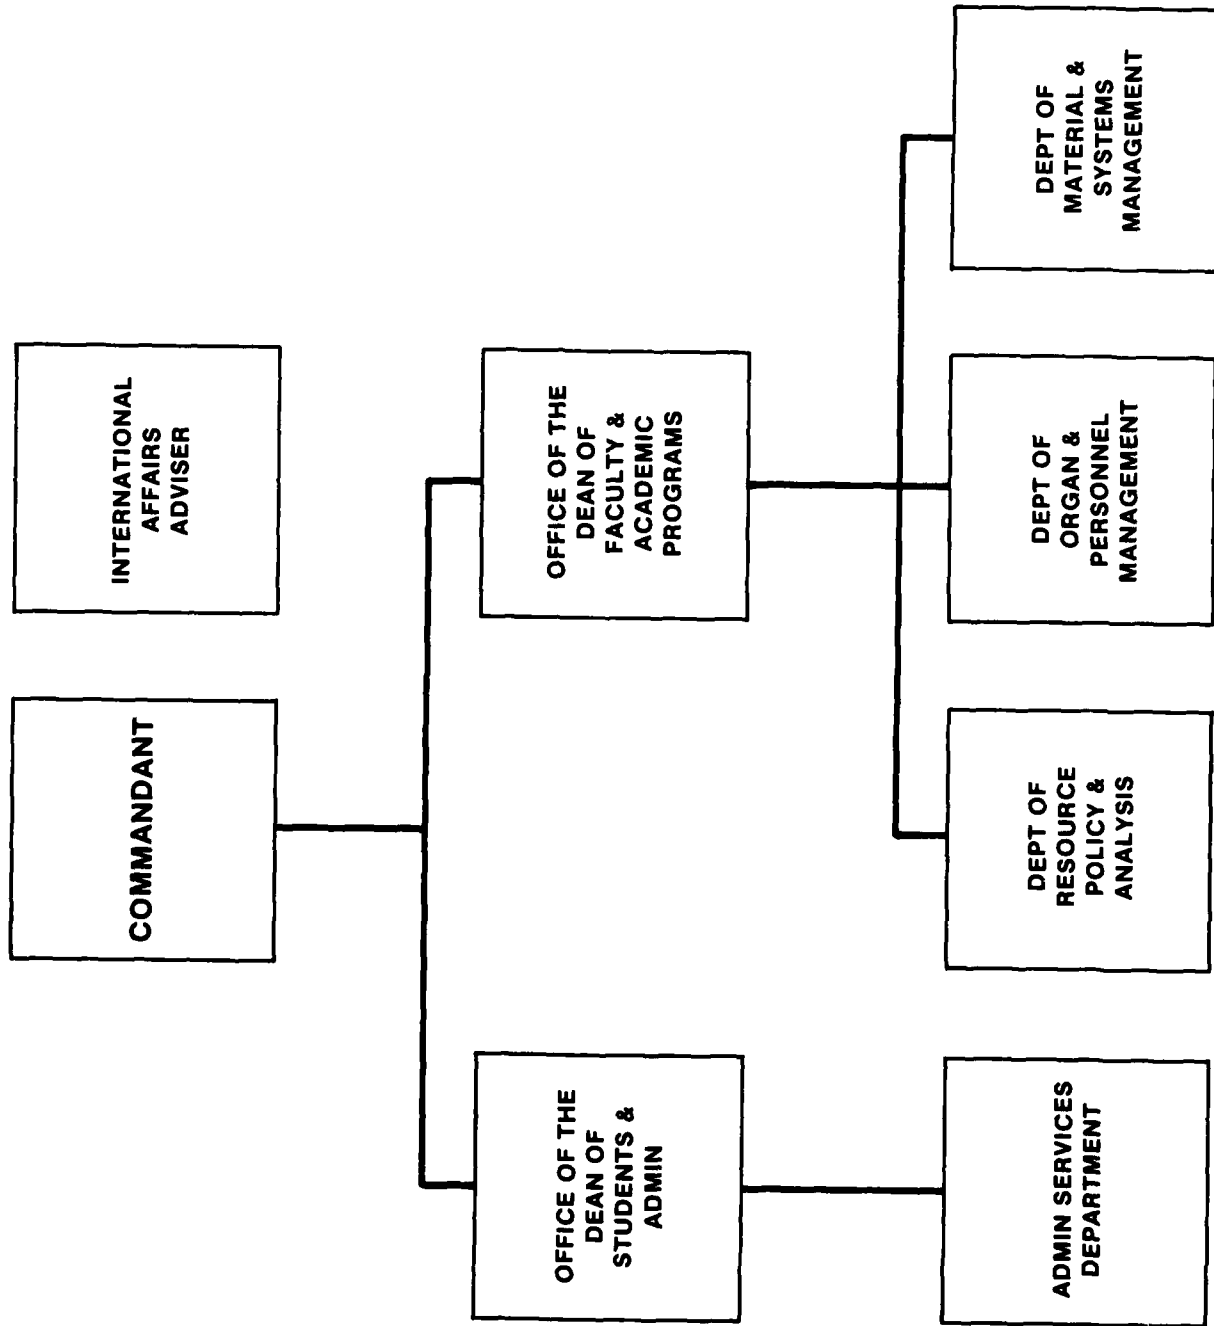 COMMANDANT
INTERNATIONAL
AFFAIRS
ADVISER
OFFICE OF THE
DEAN OF
STUDENTS &
ADMIN
OFFICE OF THE
DEAN OF
FACULTY &
ACADEMIC
PROGRAMS
ADMIN SERVICES
DEPARTMENT
DEPT OF
RESOURCE
POLICY &
ANALYSIS
DEPT OF
ORGAN &
PERSONNEL
MANAGEMENT
DEPT OF
MATERIAL &
SYSTEMS
MANAGEMENT